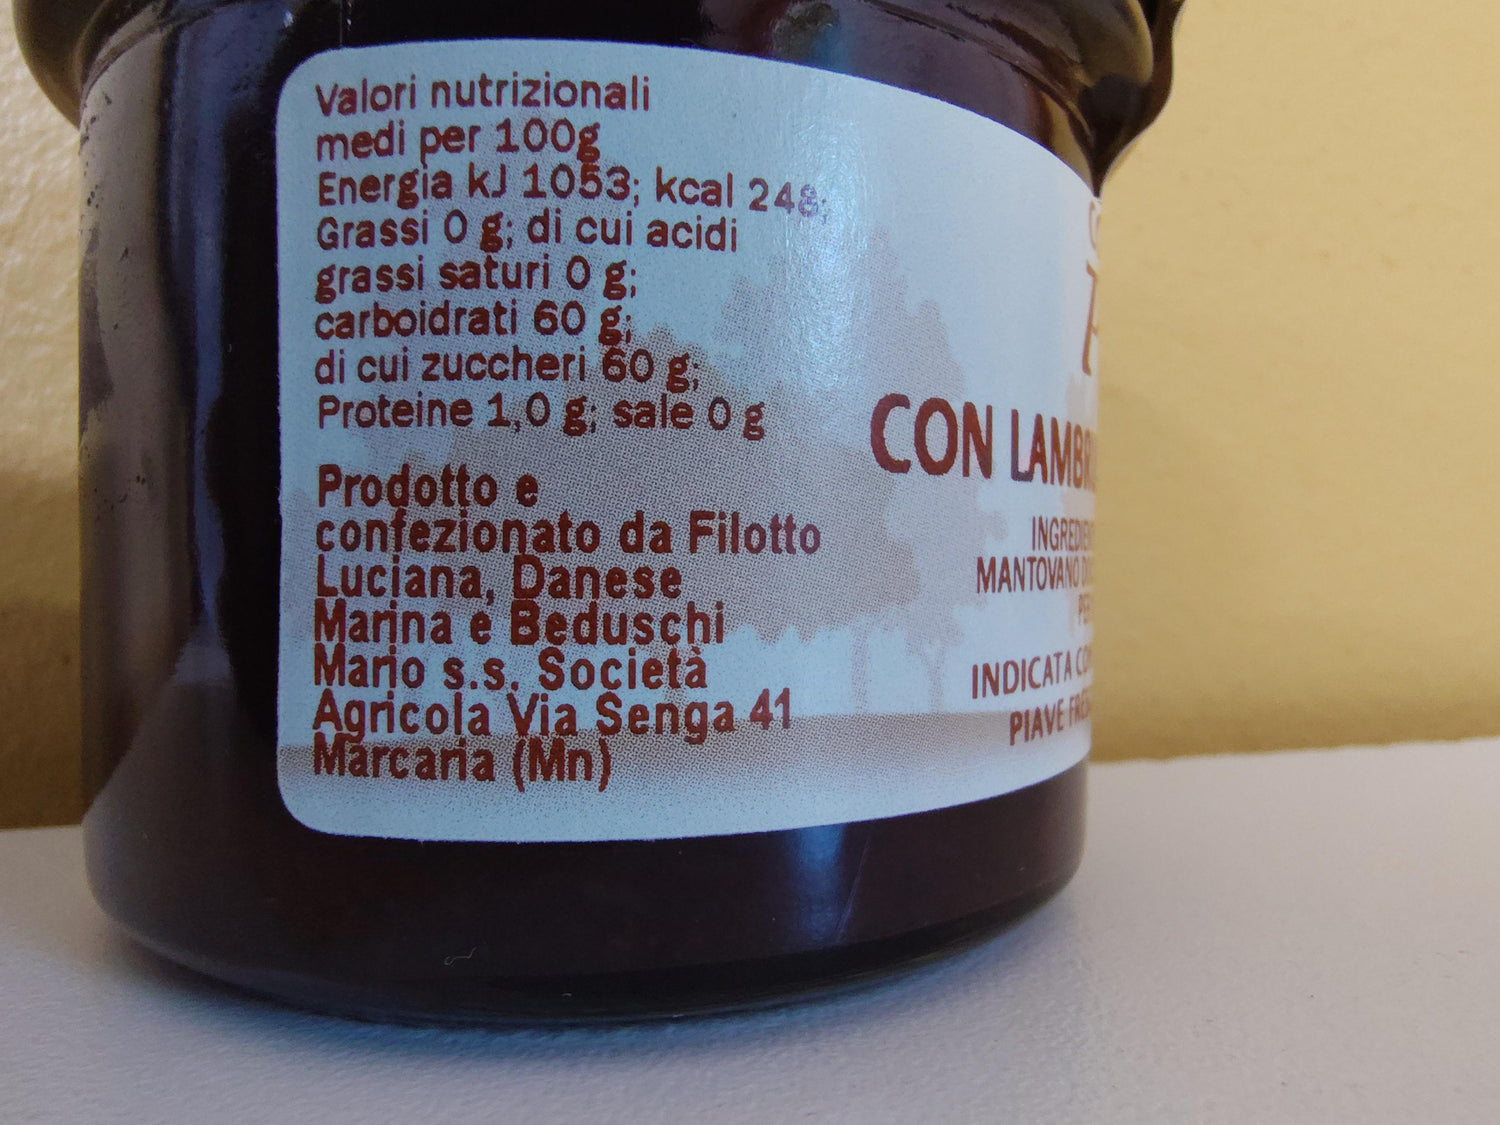 Valori nutrizionali
medi per 100g
Energia kJ 1053; kcal 248;
Grassi 0 g; di cui acidi
grassi saturi 0 g;
carboidrati 60 g;
di cui zuccheri 60 g;
Proteine 1,0 g; sale 0 g
Prodotto e
confezionato da Filotto
Luciana, Danese
Marina e Beduschi
Mario s.s. Società
Agricola Via Senga 41
Marcaria (Mn)
CON
MANTOVANO
INDICATA
PIAVE